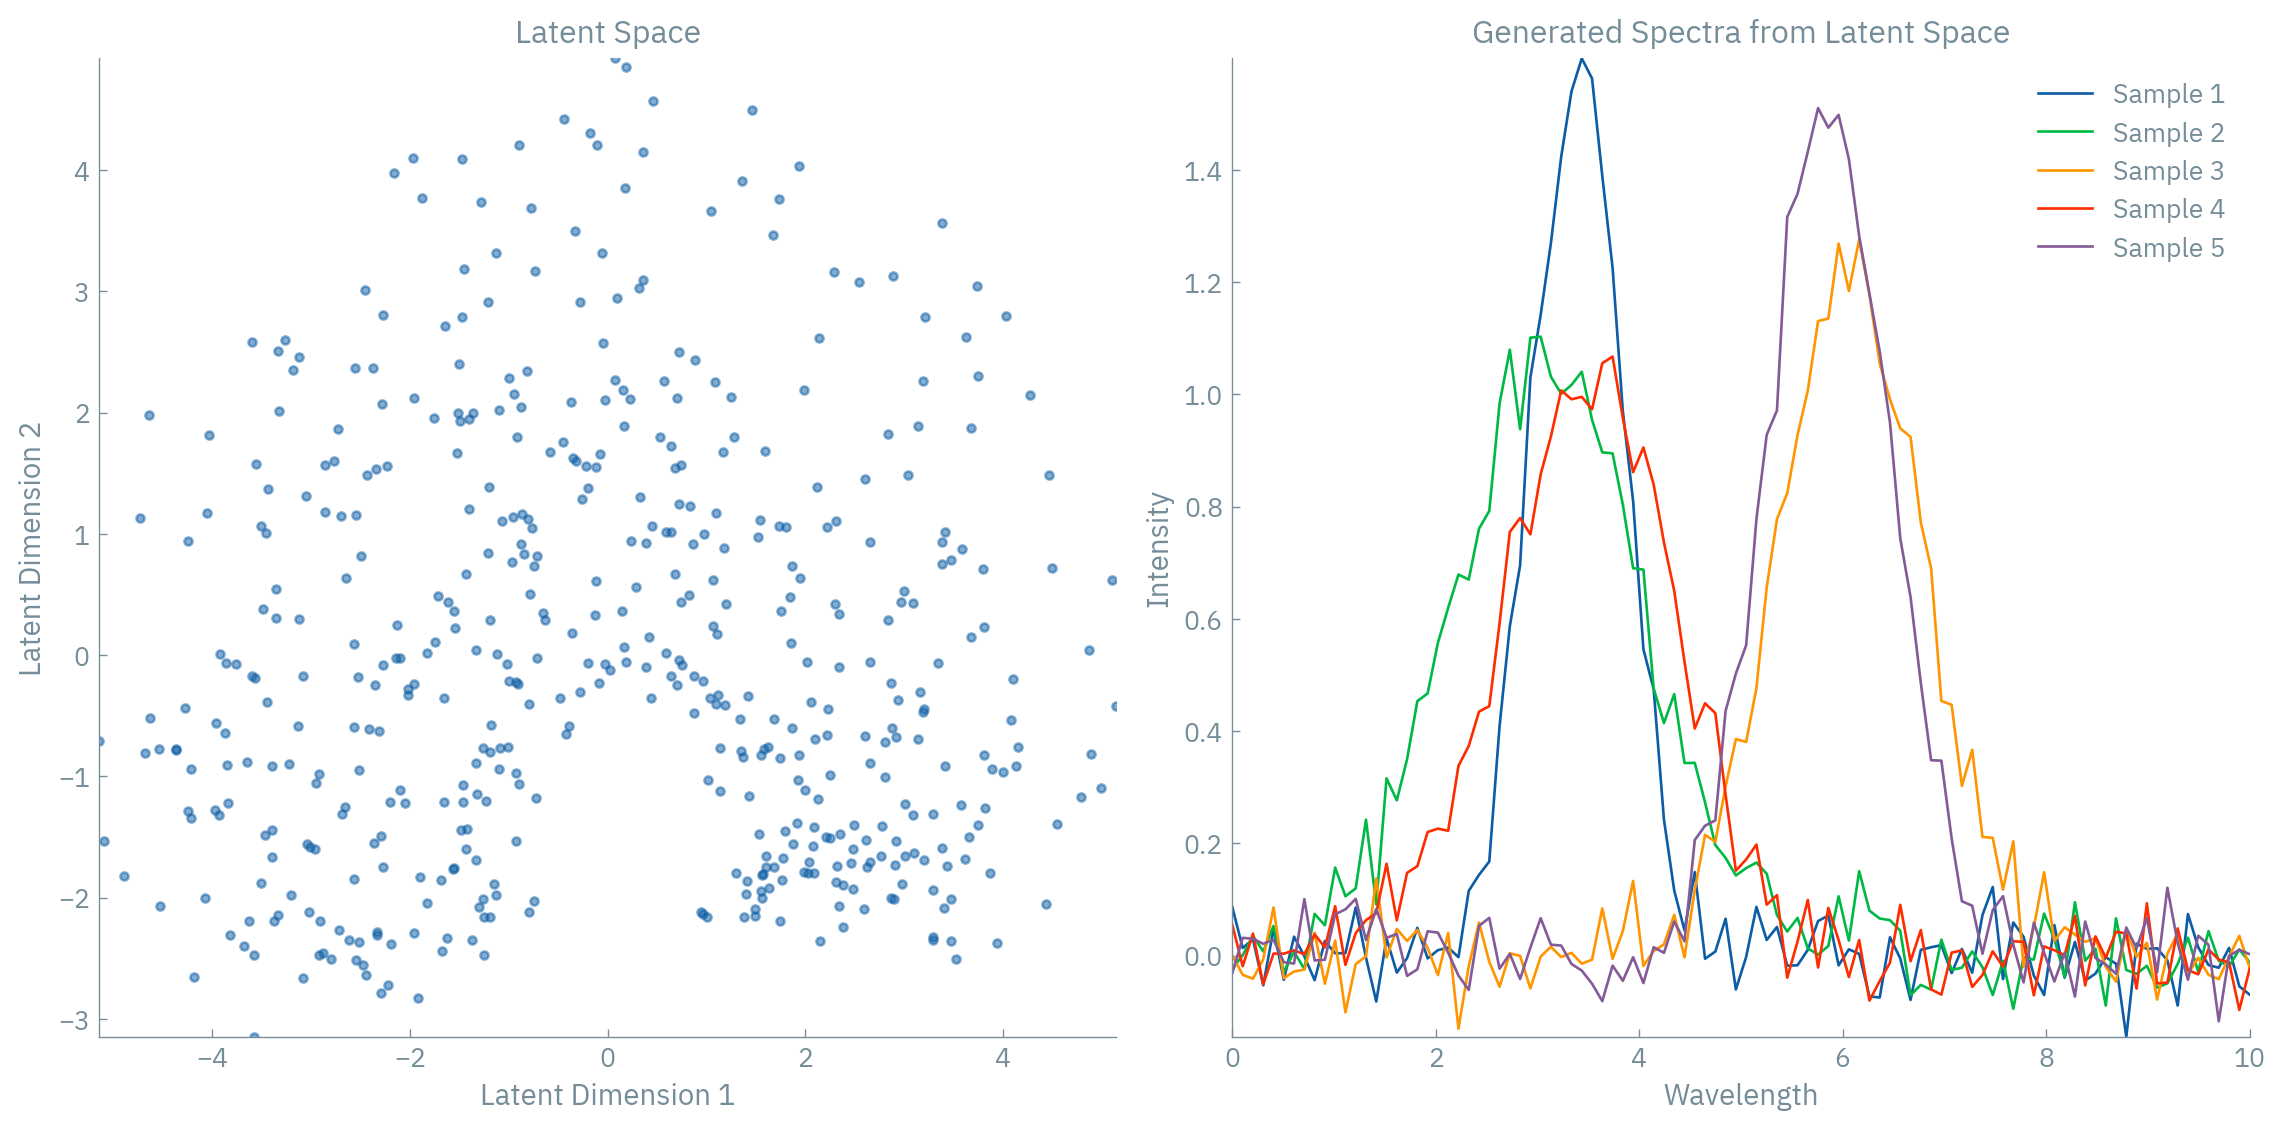 Latent Space
Latent Dimension 2
4
3
2
1
0
−1
−2
−3
−4
−2
0
2
4
Latent Dimension 1
Generated Spectra from Latent Space
Intensity
1.4
1.2
1.0
0.8
0.6
0.4
0.2
0.0
0
2
4
6
8
10
Wavelength
Sample 1
Sample 2
Sample 3
Sample 4
Sample 5